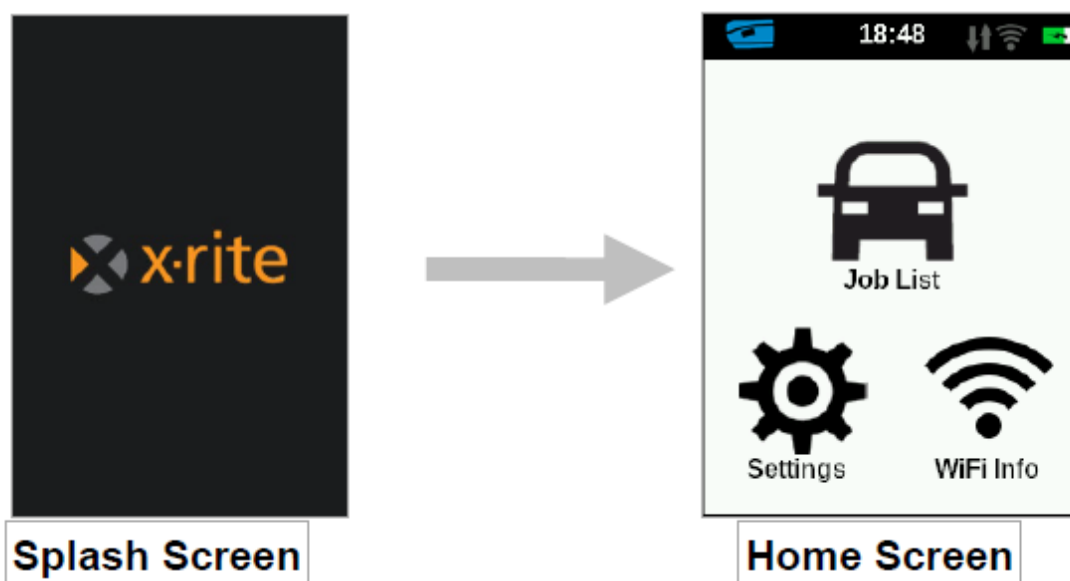 x·rite
18:48
Job List
Settings
WiFi Info
Splash Screen
Home Screen